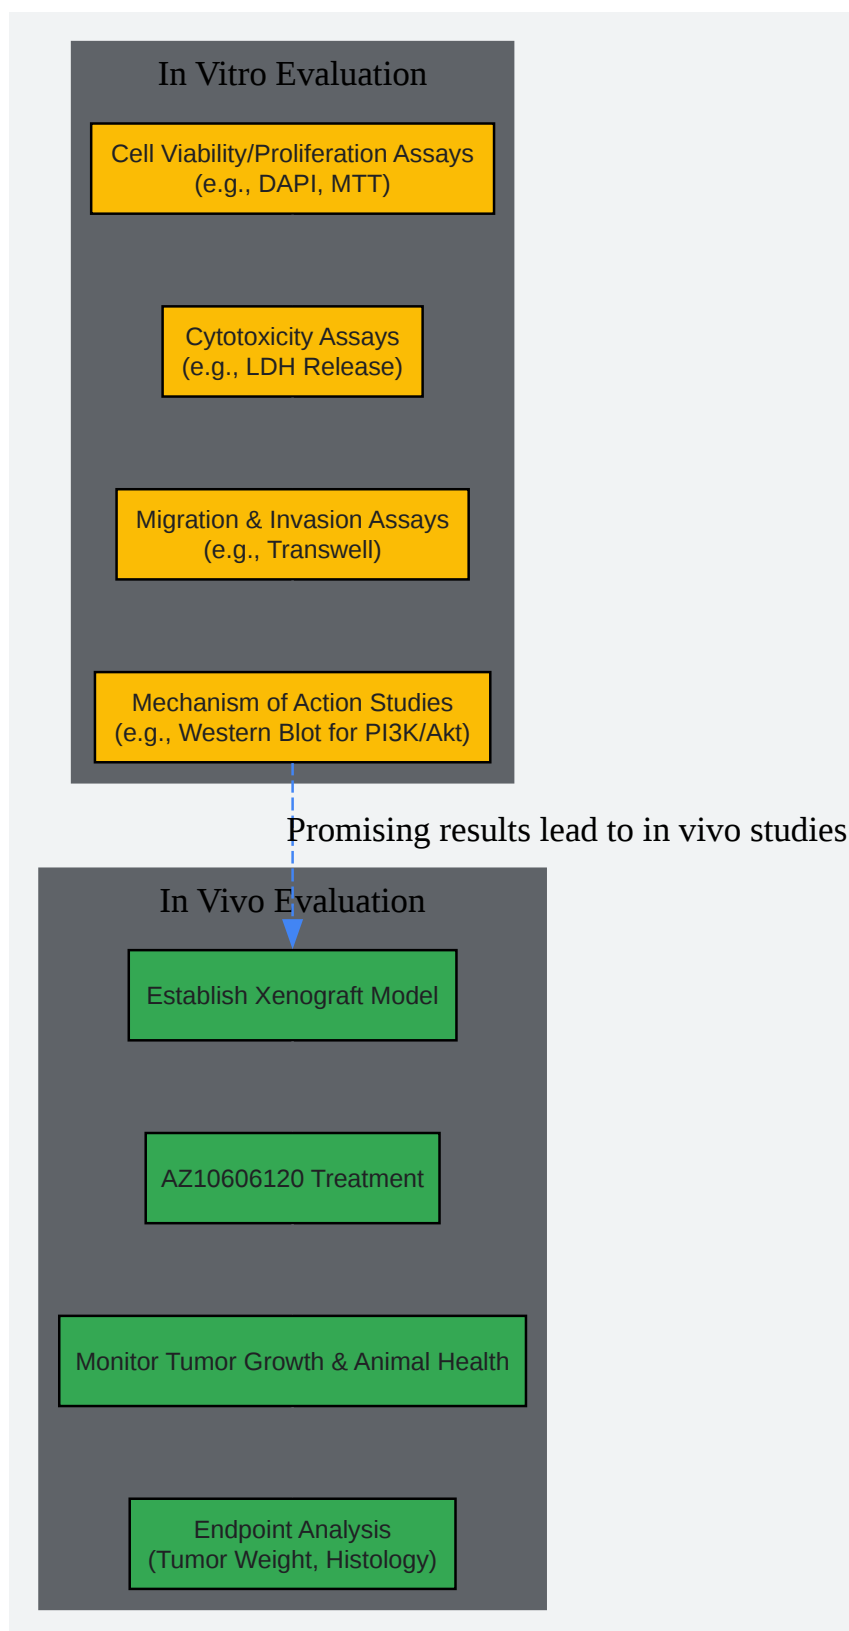 In Vitro Evaluation
Cell Viability/Proliferation Assays
(e.g., DAPI, MTT)
Cytotoxicity Assays
(e.g., LDH Release)
Migration & Invasion Assays
(e.g., Transwell)
Mechanism of Action Studies
(e.g., Western Blot for PI3K/Akt)
Promising results lead to in vivo studies
In Vivo Evaluation
Establish Xenograft Model
AZ10606120 Treatment
Monitor Tumor Growth & Animal Health
Endpoint Analysis
(Tumor Weight, Histology)